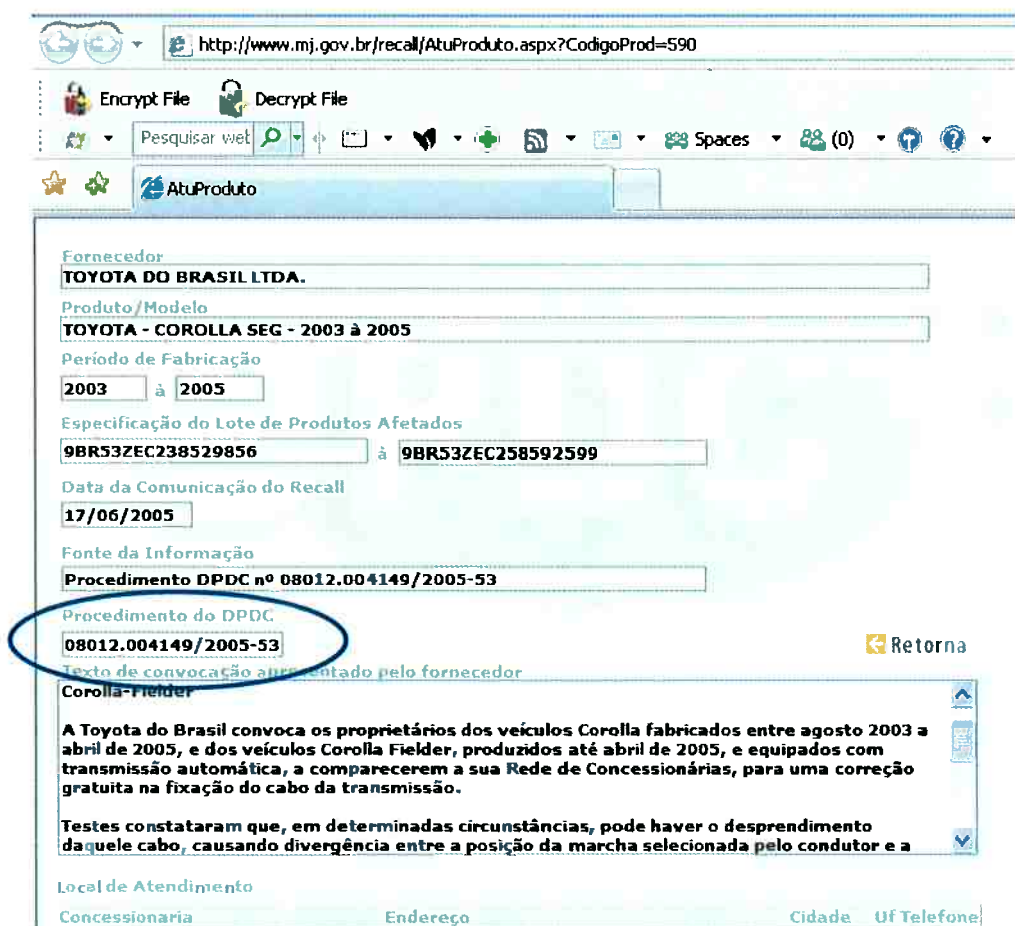 http://www.mj.gov.br/recall/AtuProduto.aspx?CodigoProd=590
Encrypt File Decrypt File
Pesquisar web Spaces (0)
AtuProduto
Fornecedor
TOYOTA DO BRASIL LTDA.
Produto/Modelo
TOYOTA - COROLLA SEG - 2003 à 2005
Período de Fabricação
2003 à 2005
Especificação do Lote de Produtos Afetados
9BR53ZEC238529856 à 9BR53ZEC258592599
Data da Comunicação do Recall
17/06/2005
Fonte da Informação
Procedimento DPDC nº 08012.004149/2005-53
Procedimento do DPDC
08012.004149/2005-53
Retorna
Texto de convocação apresentado pelo fornecedor
Corolla-Fielder
A Toyota do Brasil convoca os proprietários dos veículos Corolla fabricados entre agosto 2003 a
abril de 2005, e dos veículos Corolla Fielder, produzidos até abril de 2005, e equipados com
transmissão automática, a comparecerem a sua Rede de Concessionárias, para uma correção
gratuita na fixação do cabo da transmissão.
Testes constataram que, em determinadas circunstâncias, pode haver o desprendimento
daquele cabo, causando divergência entre a posição da marcha selecionada pelo condutor e a
Local de Atendimento
Concessionaria Endereço Cidade Uf Telefone